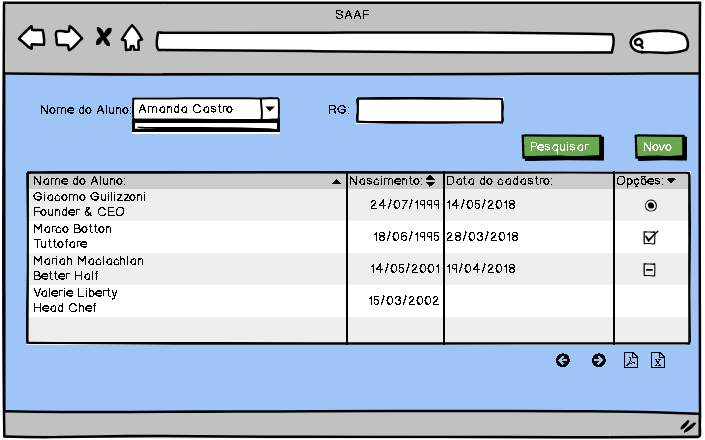 SAAF
Nome do Aluno: Amanda Castro RG:
Pesquisar Novo
Nome do Aluno: Nascimento: Data do cadastro: Opções:
Giacomo Guilizzoni
Founder & CEO
24/07/1999 14/05/2018
Marco Botton
Tuttofare
18/06/1995 28/03/2018
Mariah Maclachlan
Better Half
14/05/2001 19/04/2018
Valerie Liberty
Head Chef
15/03/2002